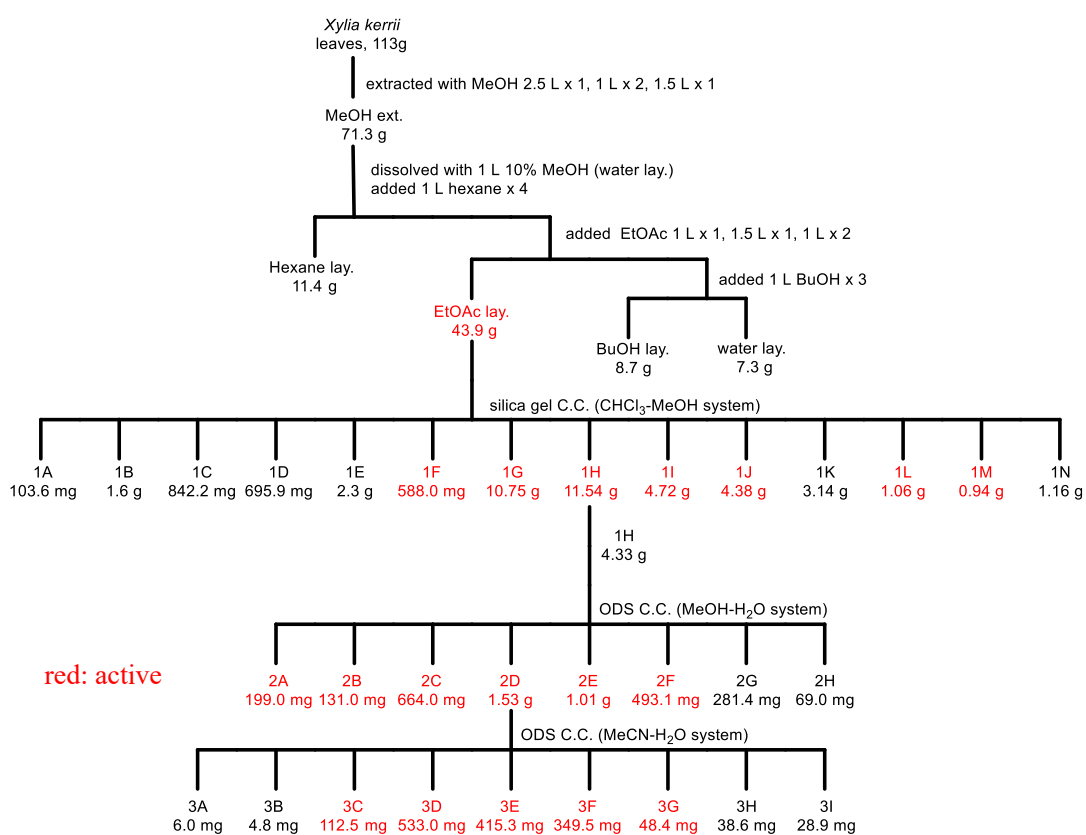 Xylia kerrii
leaves, 113g
extracted with MeOH 2.5 L x 1, 1 L x 2, 1.5 L x 1
MeOH ext.
71.3 g
dissolved with 1 L 10% MeOH (water lay.)
added 1 L hexane x 4
added  EtOAc 1 L x 1, 1.5 L x 1, 1 L x 2
Hexane lay.
11.4 g
added 1 L BuOH x 3
EtOAc lay.
43.9 g
BuOH lay.
8.7 g
water lay.
7.3 g
silica gel C.C. (CHCl3-MeOH system)
1A 1B 1C 1D 1E 1F 1G 1H 1I 1J 1K 1L 1M 1N
103.6 mg 1.6 g 842.2 mg 695.9 mg 2.3 g 588.0 mg 10.75 g 11.54 g 4.72 g 4.38 g 3.14 g 1.06 g 0.94 g 1.16 g
1H
4.33 g
ODS C.C. (MeOH-H2O system)
red: active
2A 2B 2C 2D 2E 2F 2G 2H
199.0 mg 131.0 mg 664.0 mg 1.53 g 1.01 g 493.1 mg 281.4 mg 69.0 mg
ODS C.C. (MeCN-H2O system)
3A 3B 3C 3D 3E 3F 3G 3H 3I
6.0 mg 4.8 mg 112.5 mg 533.0 mg 415.3 mg 349.5 mg 48.4 mg 38.6 mg 28.9 mg